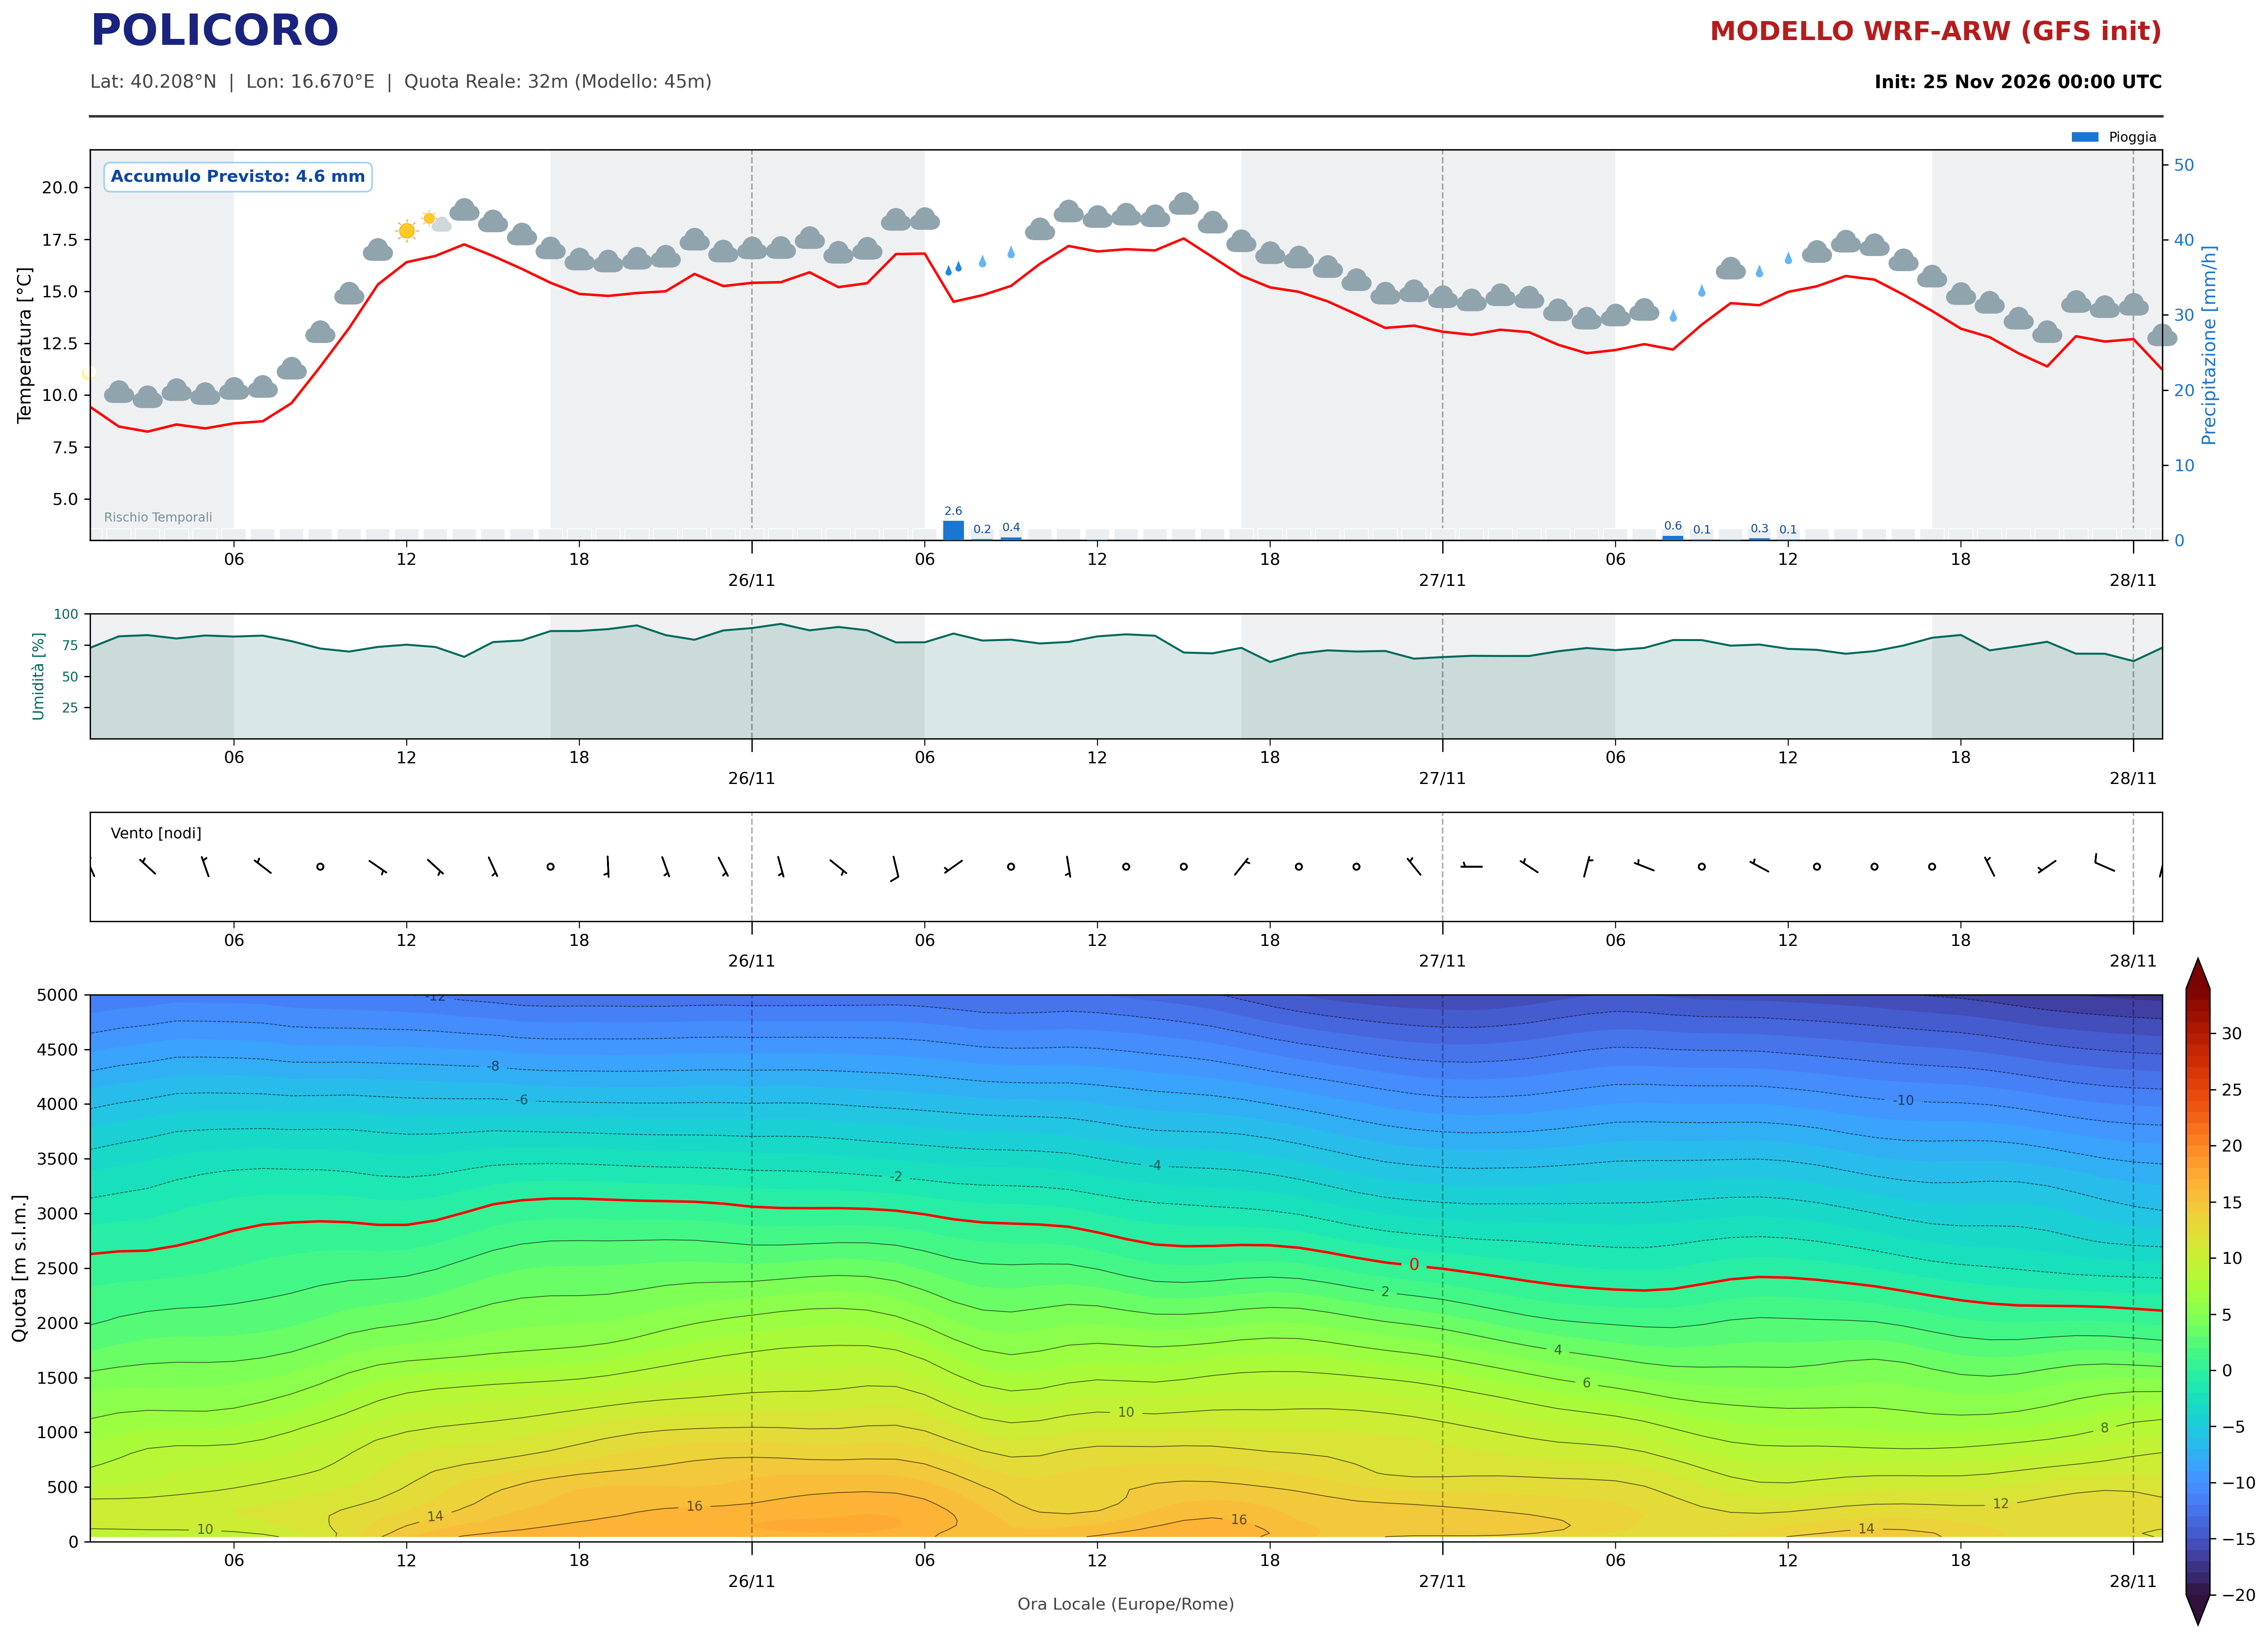 POLICORO
MODELLO WRF-ARW (GFS init)
Lat: 40.208°N | Lon: 16.670°E | Quota Reale: 32m (Modello: 45m)
Init: 25 Nov 2026 00:00 UTC
Pioggia
Accumulo Previsto: 4.6 mm
Temperatura [°C]
20.0
17.5
15.0
12.5
10.0
7.5
5.0
Precipitazione [mm/h]
50
40
30
20
10
0
Rischio Temporali
2.6 0.2 0.4 0.6 0.1 0.3 0.1
06 12 18 06 12 18 06 12 18
26/11 27/11 28/11
Umidità [%]
100
75
50
25
06 12 18 06 12 18 06 12 18
26/11 27/11 28/11
Vento [nodi]
06 12 18 06 12 18 06 12 18
26/11 27/11 28/11
Quota [m s.l.m.]
5000
4500
4000
3500
3000
2500
2000
1500
1000
500
0
-12
-8
-6
-10
-4
-2
0
2
4
6
10
8
16
14
12
10
16
14
06 12 18 06 12 18 06 12 18
26/11 27/11 28/11
Ora Locale (Europe/Rome)
30
25
20
15
10
5
0
−5
−10
−15
−20